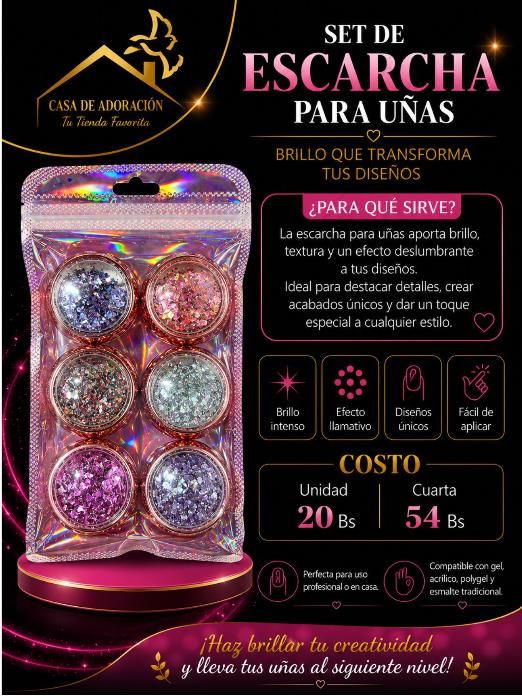 CASA DE ADORACIÓN
Tu Tienda Favorita
SET DE
ESCARCHA
PARA UÑAS
BRILLO QUE TRANSFORMA
TUS DISEÑOS
¿PARA QUÉ SIRVE?
La escarcha para uñas aporta brillo,
textura y un efecto deslumbrante
a tus diseños.
Ideal para destacar detalles, crear
acabados únicos y dar un toque
especial a cualquier estilo.
Brillo
intenso
Efecto
llamativo
Diseños
únicos
Fácil de
aplicar
COSTO
Unidad
20 Bs
Cuarta
54 Bs
Perfecta para uso
profesional o en casa.
Compatible con gel,
acrílico, polygel y
esmalte tradicional.
¡Haz brillar tu creatividad
y lleva tus uñas al siguiente nivel!